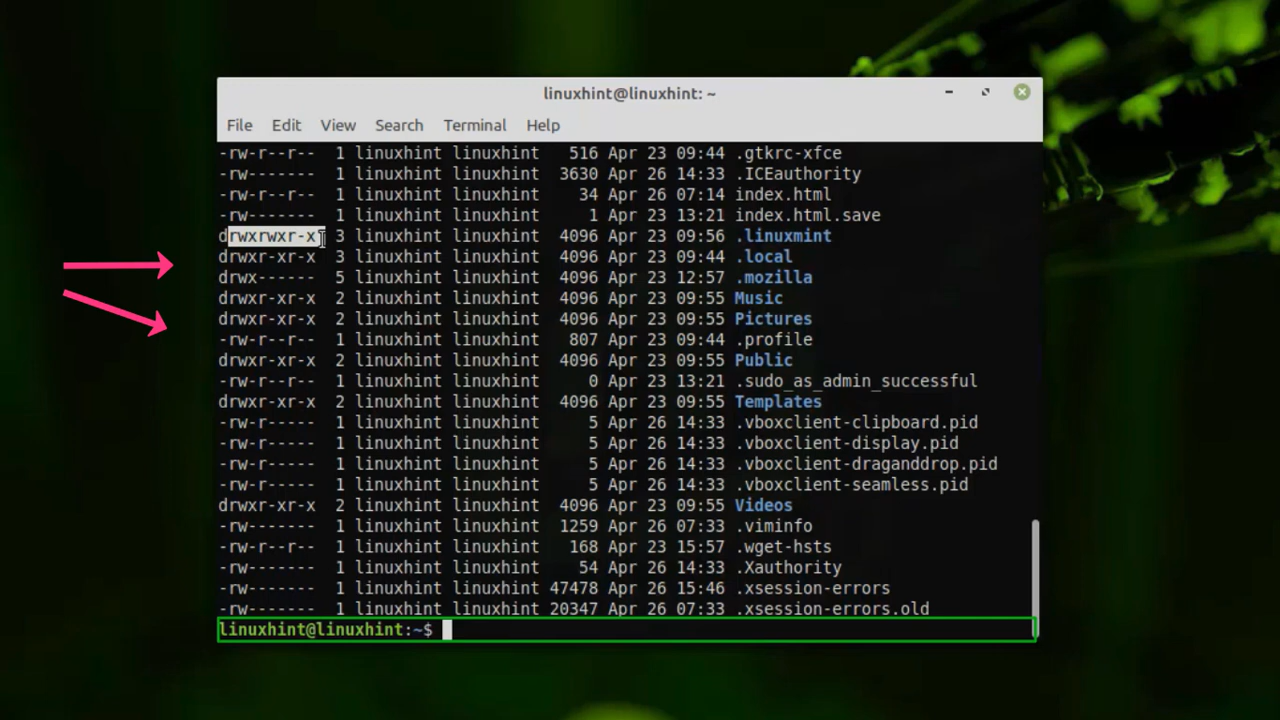 linuxhint@linuxhint: ~
File Edit View Search Terminal Help
-rw-r--r-- 1 linuxhint linuxhint 516 Apr 23 09:44 .gtkrc-xfce
-rw------- 1 linuxhint linuxhint 3630 Apr 26 14:33 .ICEauthority
-rw-r--r-- 1 linuxhint linuxhint 34 Apr 26 07:14 index.html
-rw------- 1 linuxhint linuxhint 1 Apr 23 13:21 index.html.save
drwxrwxr-x 3 linuxhint linuxhint 4096 Apr 23 09:56 .linuxmint
drwxr-xr-x 3 linuxhint linuxhint 4096 Apr 23 09:44 .local
drwx------ 5 linuxhint linuxhint 4096 Apr 23 12:57 .mozilla
drwxr-xr-x 2 linuxhint linuxhint 4096 Apr 23 09:55 Music
drwxr-xr-x 2 linuxhint linuxhint 4096 Apr 23 09:55 Pictures
-rw-r--r-- 1 linuxhint linuxhint 807 Apr 23 09:44 .profile
drwxr-xr-x 2 linuxhint linuxhint 4096 Apr 23 09:55 Public
-rw-r--r-- 1 linuxhint linuxhint 0 Apr 23 13:21 .sudo_as_admin_successful
drwxr-xr-x 2 linuxhint linuxhint 4096 Apr 23 09:55 Templates
-rw-r----- 1 linuxhint linuxhint 5 Apr 26 14:33 .vboxclient-clipboard.pid
-rw-r----- 1 linuxhint linuxhint 5 Apr 26 14:33 .vboxclient-display.pid
-rw-r----- 1 linuxhint linuxhint 5 Apr 26 14:33 .vboxclient-draganddrop.pid
-rw-r----- 1 linuxhint linuxhint 5 Apr 26 14:33 .vboxclient-seamless.pid
drwxr-xr-x 2 linuxhint linuxhint 4096 Apr 23 09:55 Videos
-rw------- 1 linuxhint linuxhint 1259 Apr 26 07:33 .viminfo
-rw-r--r-- 1 linuxhint linuxhint 168 Apr 23 15:57 .wget-hsts
-rw------- 1 linuxhint linuxhint 54 Apr 26 14:33 .Xauthority
-rw------- 1 linuxhint linuxhint 47478 Apr 26 15:46 .xsession-errors
-rw------- 1 linuxhint linuxhint 20347 Apr 26 07:33 .xsession-errors.old
linuxhint@linuxhint:~$